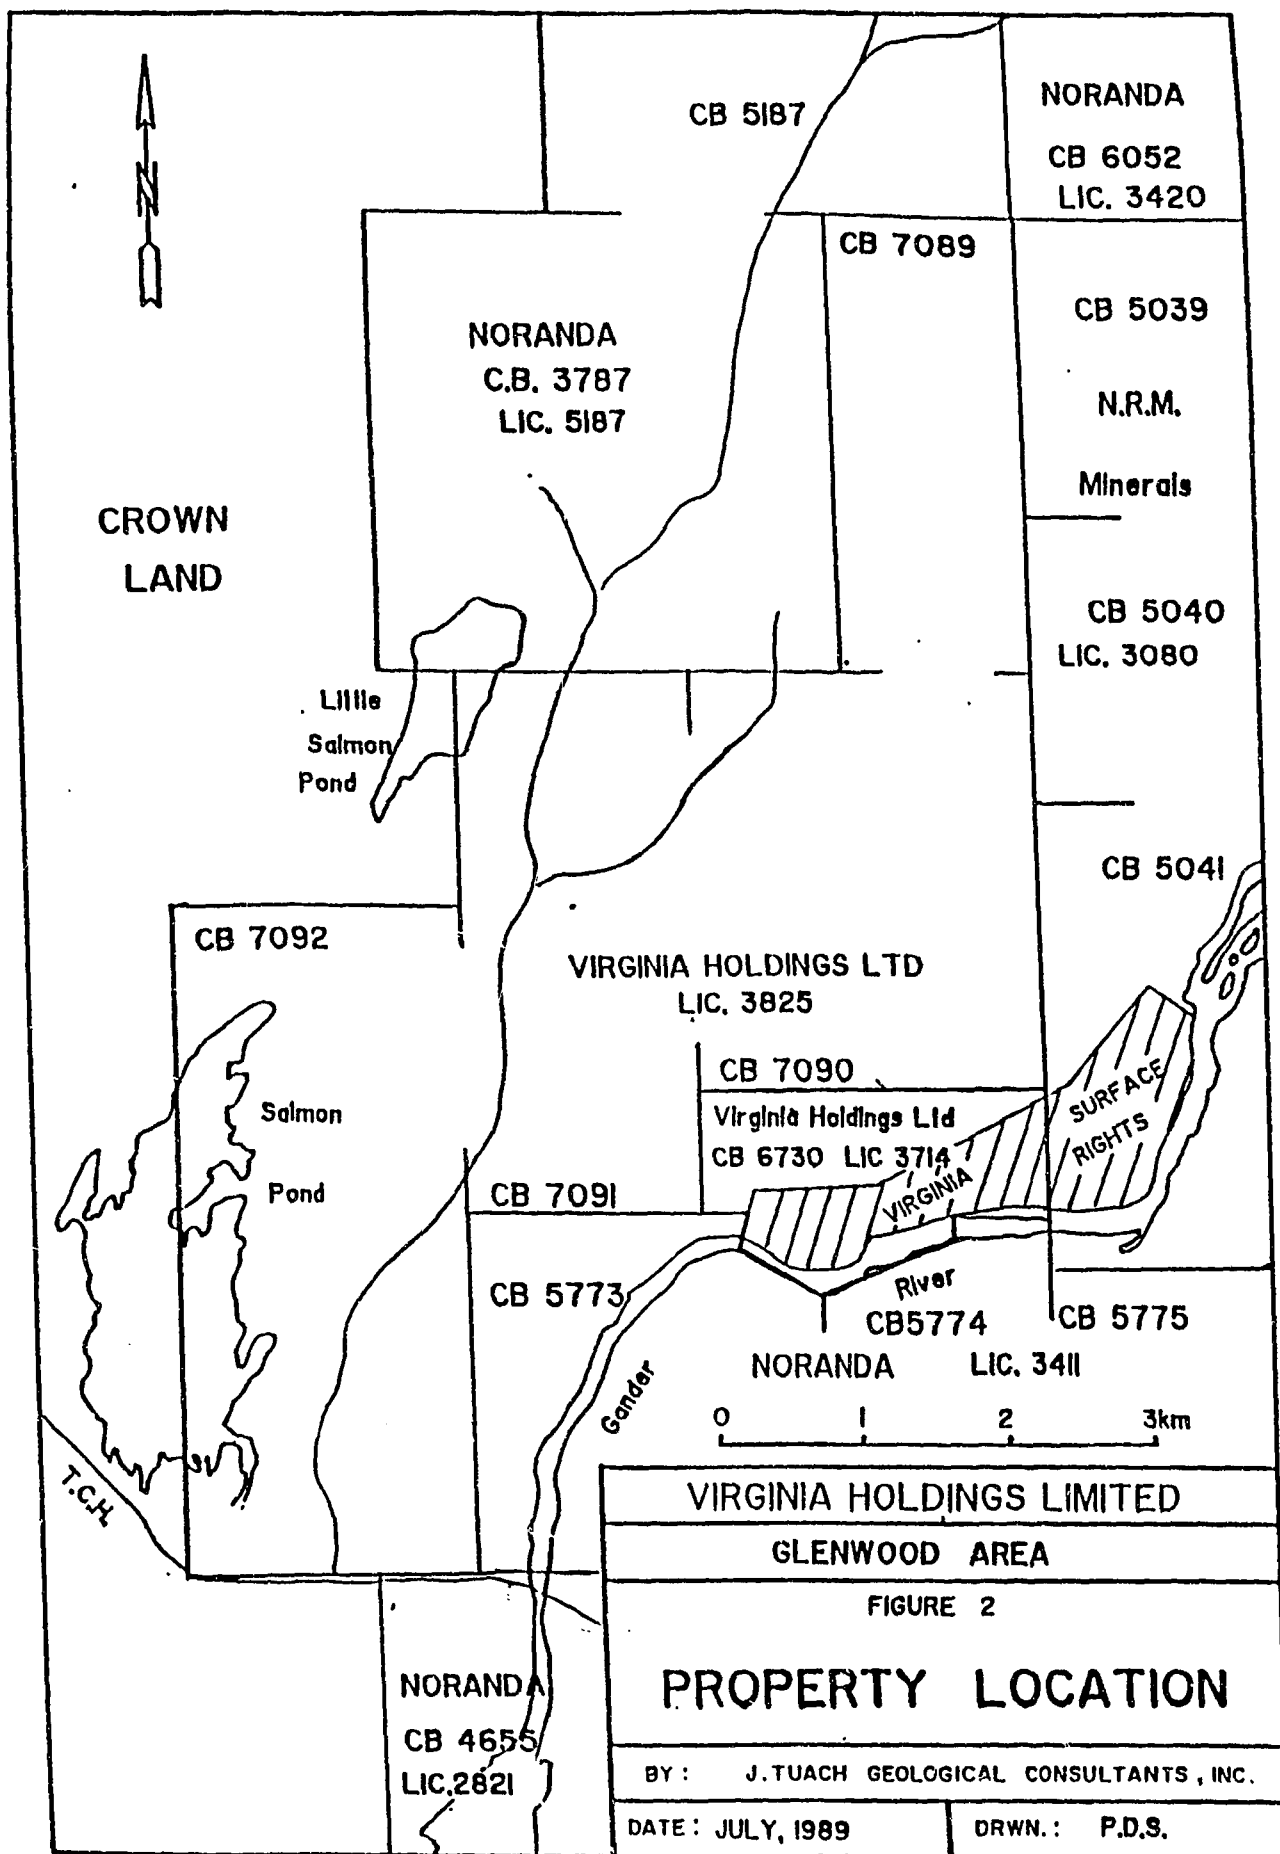 CB 5187
NORANDA
CB 6052
LIC. 3420
N
CB 7089
CB 5039
N.R.M.
Minerals
NORANDA
C.B. 3787
LIC. 5187
CROWN
LAND
CB 5040
LIC. 3080
Little
Salmon
Pond
CB 5041
CB 7092
VIRGINIA HOLDINGS LTD
LIC. 3825
CB 7090
Virginia Holdings Ltd
CB 6730 LIC 3714
SURFACE
RIGHTS
VIRGINIA
Salmon
Pond
CB 7091
CB 5773
River
CB5774
CB 5775
NORANDA LIC. 3411
Gander
0 1 2 3km
T.C.H.
VIRGINIA HOLDINGS LIMITED
GLENWOOD AREA
FIGURE 2
PROPERTY LOCATION
NORANDA
CB 4655
LIC.2821
BY : J.TUACH GEOLOGICAL CONSULTANTS , INC.
DATE : JULY, 1989 DRWN. : P.D.S.